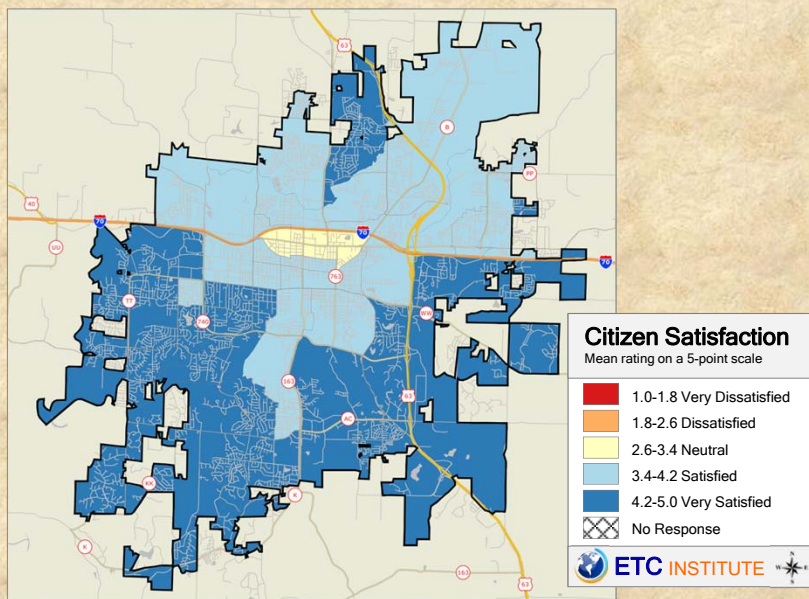 63
B
PP
40
70
70
UU
763
70
TT
740
WW
163
63
AC
KK
K
K
163
63
Citizen Satisfaction
Mean rating on a 5-point scale
1.0-1.8 Very Dissatisfied
1.8-2.6 Dissatisfied
2.6-3.4 Neutral
3.4-4.2 Satisfied
4.2-5.0 Very Satisfied
No Response
ETC INSTITUTE
N
W E
S